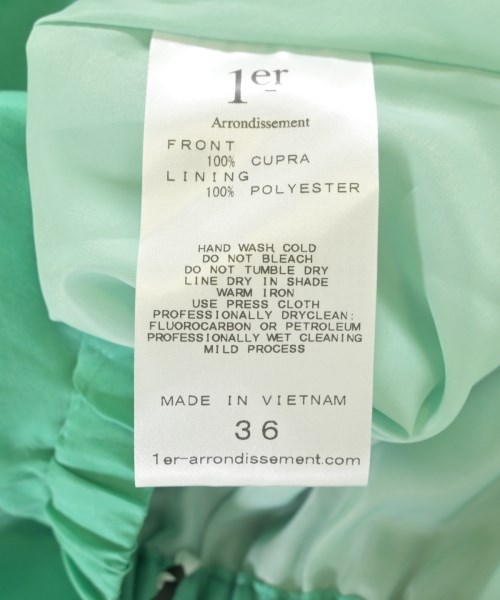 1er
Arrondissement
FRONT
100% CUPRA
LINING
100% POLYESTER
HAND WASH COLD
DO NOT BLEACH
DO NOT TUMBLE DRY
LINE DRY IN SHADE
WARM IRON
USE PRESS CLOTH
PROFESSIONALLY DRYCLEAN:
FLUOROCARBON OR PETROLEUM
PROFESSIONALLY WET CLEANING
MILD PROCESS
MADE IN VIETNAM
36
1er-arrondissement.com